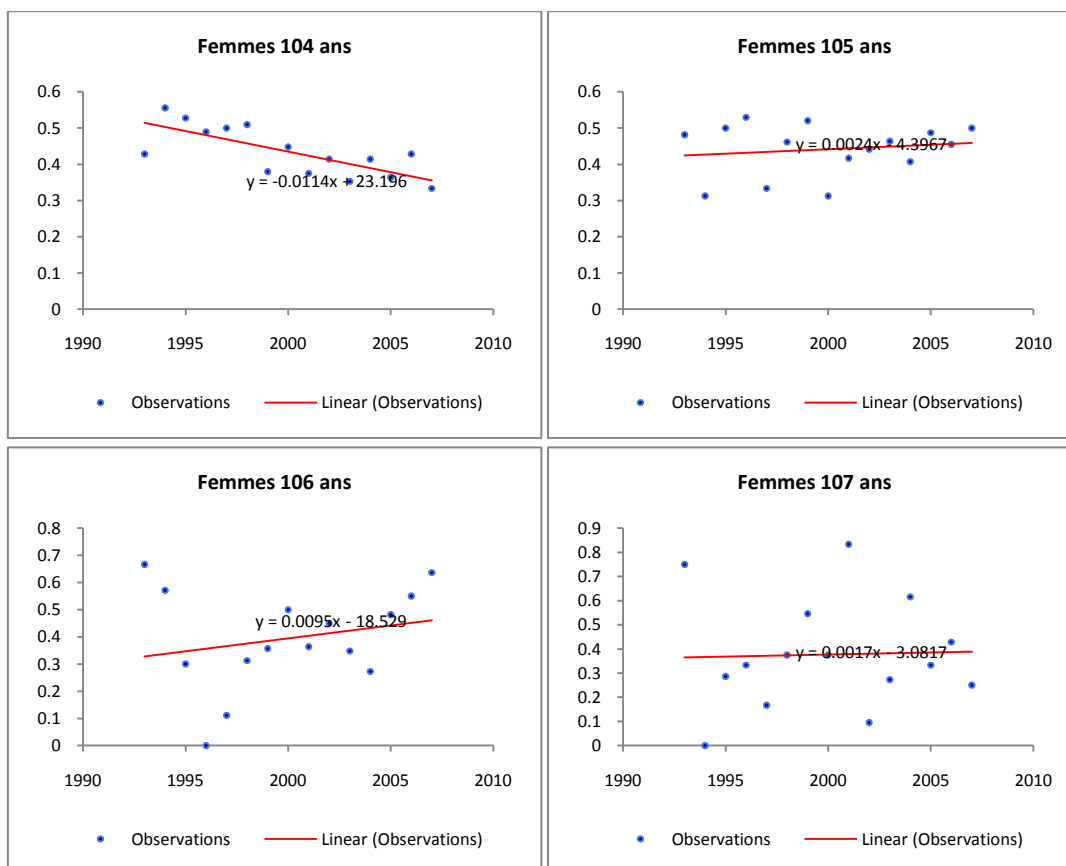 Femmes 104 ans
0.6
0.5
0.4
0.3
0.2
0.1
0
y = -0.0114x + 23.196
1990 1995 2000 2005 2010
Observations Linear (Observations)
Femmes 105 ans
0.6
0.5
0.4
0.3
0.2
0.1
0
y = 0.0024x - 4.3967
1990 1995 2000 2005 2010
Observations Linear (Observations)
Femmes 106 ans
0.8
0.7
0.6
0.5
0.4
0.3
0.2
0.1
0
y = 0.0095x - 18.529
1990 1995 2000 2005 2010
Observations Linear (Observations)
Femmes 107 ans
0.9
0.8
0.7
0.6
0.5
0.4
0.3
0.2
0.1
0
y = 0.0017x - 3.0817
1990 1995 2000 2005 2010
Observations Linear (Observations)